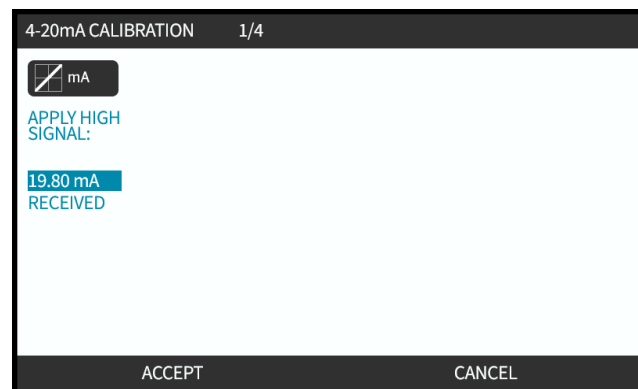 4-20mA CALIBRATION 1/4
mA
APPLY HIGH
SIGNAL:
19.80 mA
RECEIVED
ACCEPT CANCEL